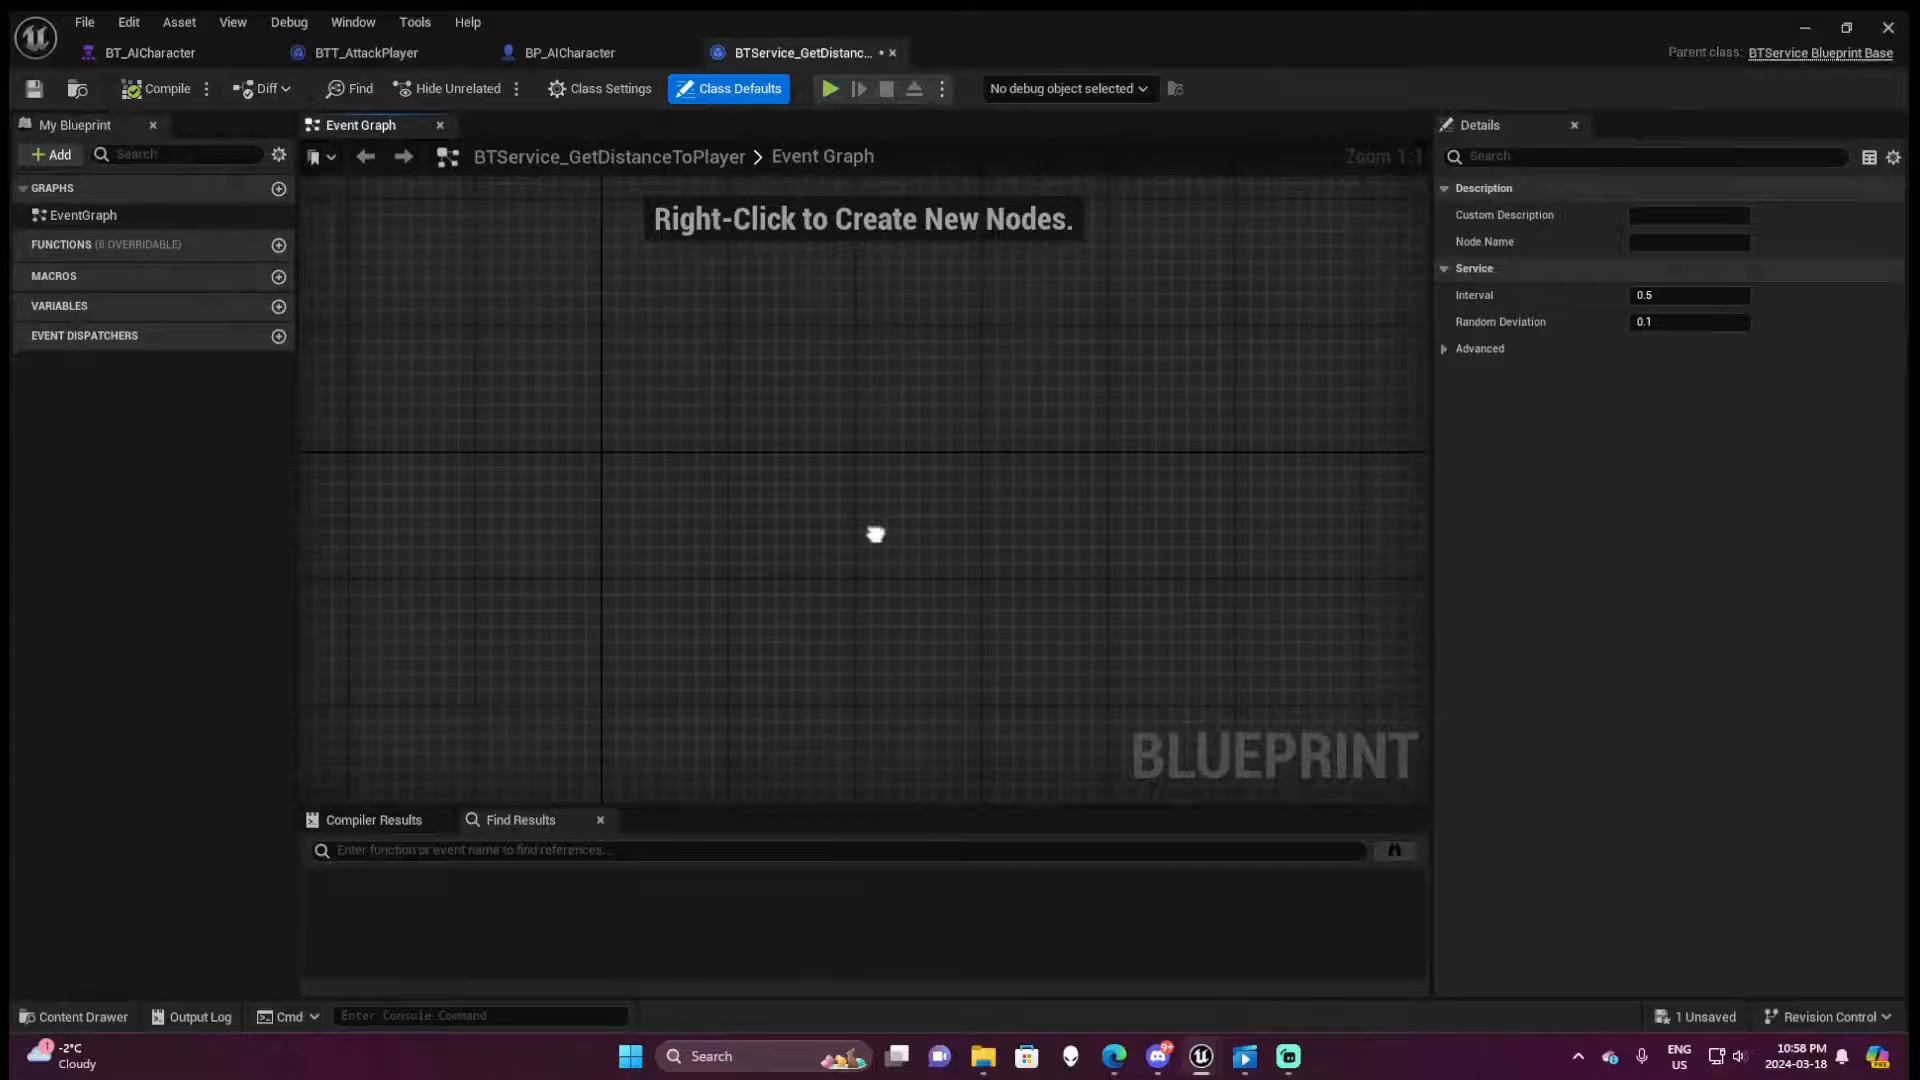 File Edit Asset View Debug Window Tools Help
BT_AICharacter BTT_AttackPlayer BP_AICharacter BTService_GetDistanc... •
Parent class: BTService Blueprint Base
Compile Diff Find Hide Unrelated Class Settings Class Defaults No debug object selected
My Blueprint
Add Search
GRAPHS
EventGraph
FUNCTIONS (8 OVERRIDABLE)
MACROS
VARIABLES
EVENT DISPATCHERS
Event Graph
BTService_GetDistanceToPlayer > Event Graph
Zoom 1:1
Right-Click to Create New Nodes.
BLUEPRINT
Details
Search
Description
Custom Description
Node Name
Service
Interval 0.5
Random Deviation 0.1
Advanced
Compiler Results Find Results
Enter function or event name to find references...
Content Drawer Output Log Cmd Enter Console Command
1 Unsaved Revision Control
1
-2°C
Cloudy
Search
9+
ENG
US
10:58 PM
2024-03-18
PRE